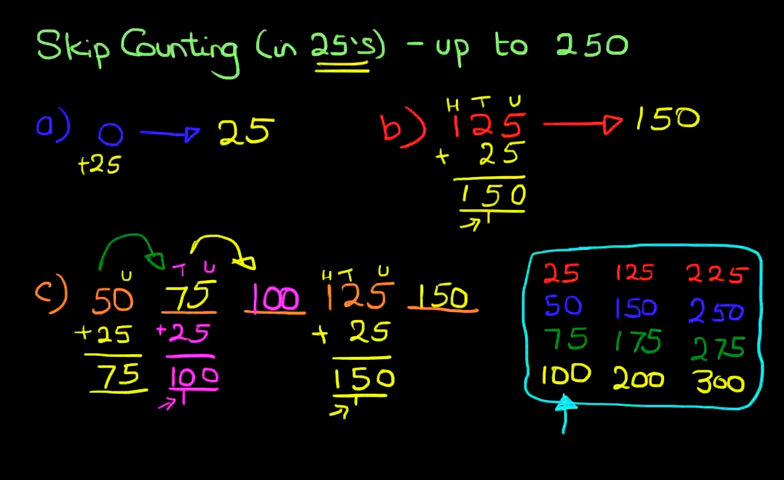 Skip Counting (in 25's) - up to 250
a) 0 → 25
+25
b) H T U
125 → 150
+ 25
150
1
c) 50 75 100 125 150
U T U H T U
+25 +25 + 25
75 100 150
1 1
25 125 225
50 150 250
75 175 275
100 200 300